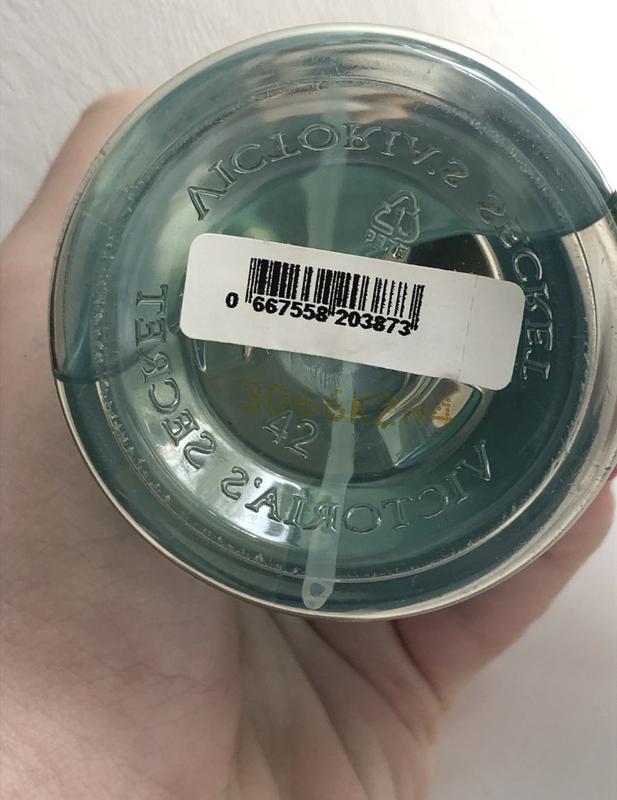 VICTORIA'S SECRET
PETE
0 667558 203873
42
VICTORIA'S SECRET